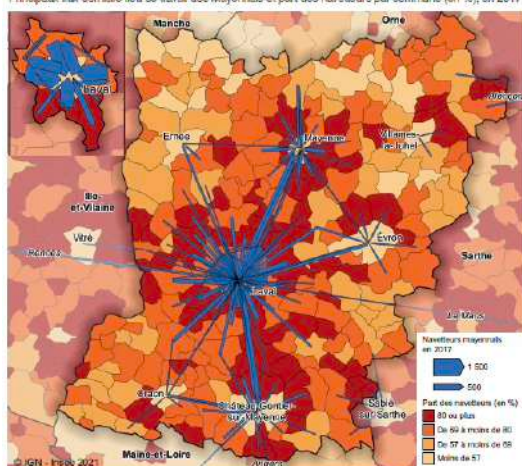 Manche
Orne
Laval
Alençon
Ernée
Mayenne
Villaines-
la-Juhel
Ille-
et-Vilaine
Vitré
Rennes
Évron
Sarthe
Laval
Le Mans
Navetteurs mayennais
en 2017
1 500
500
Part des navetteurs (en %)
80 ou plus
De 69 à moins de 80
De 57 à moins de 69
Moins de 57
Craon
Château-Gontier-
sur-Mayenne
Sablé-
sur-Sarthe
Maine-et-Loire
Angers
© IGN - Insee 2021